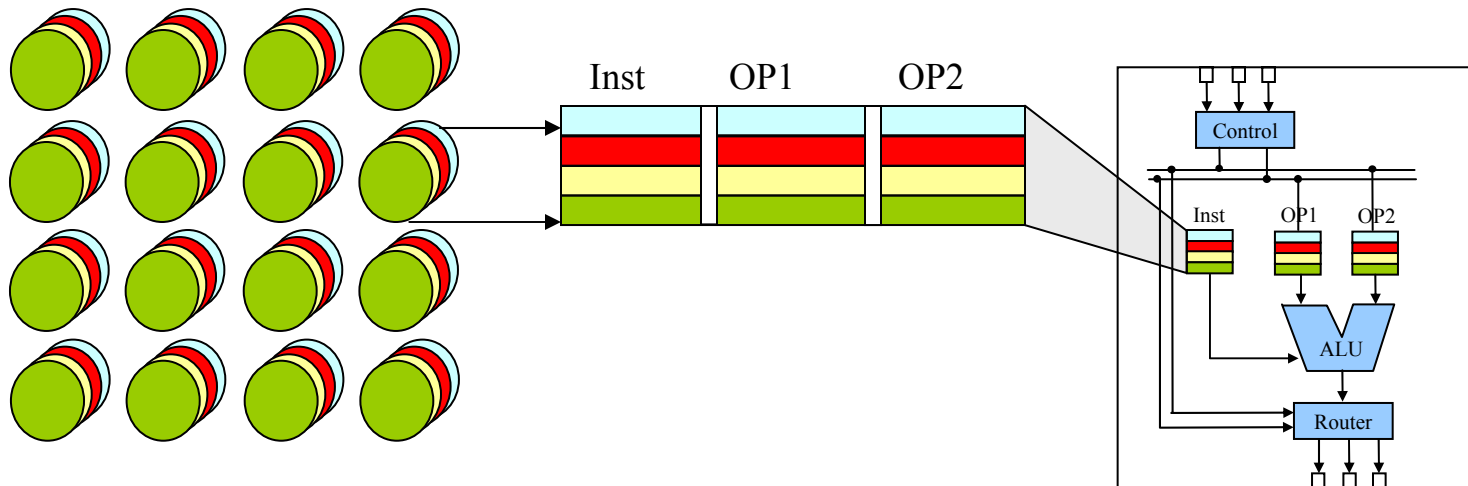 Inst OP1 OP2
Control
Inst OP1 OP2
ALU
Router